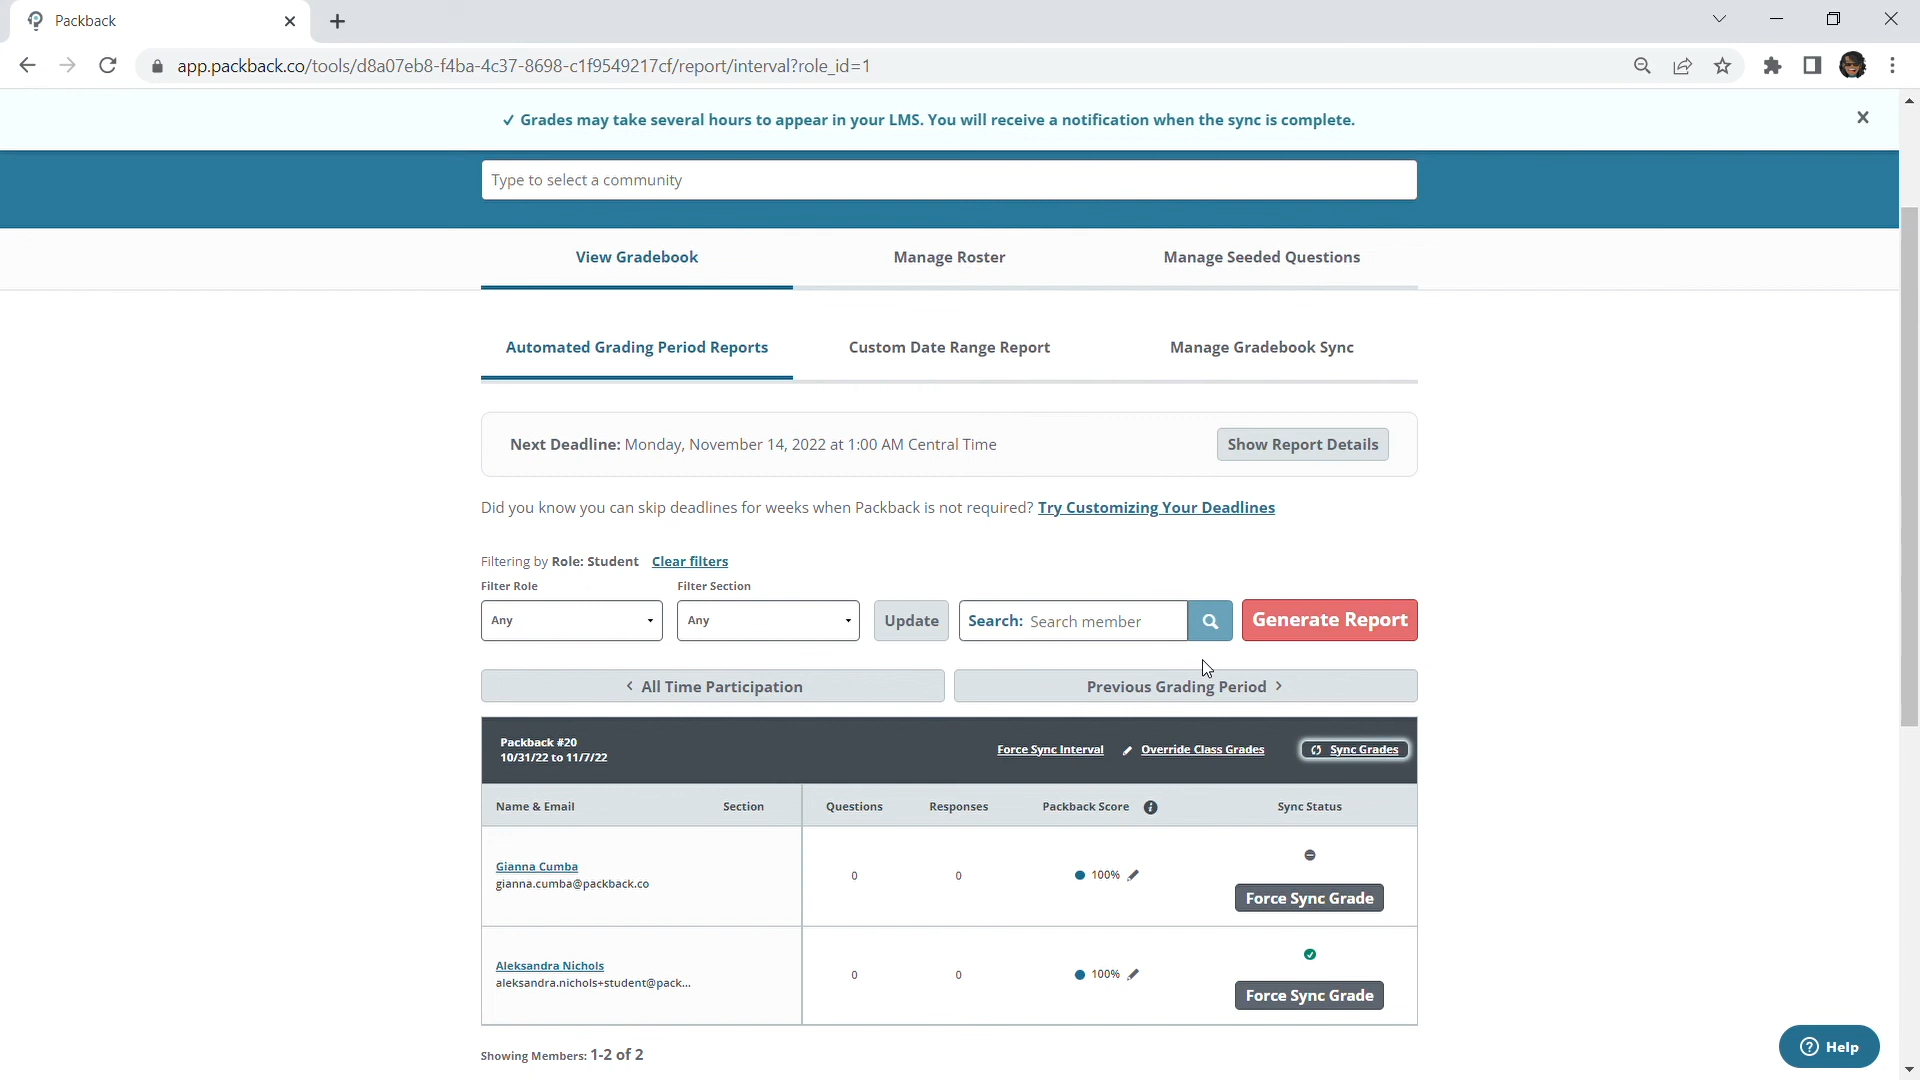 Packback
app.packback.co/tools/d8a07eb8-f4ba-4c37-8698-c1f9549217cf/report/interval?role_id=1
✓ Grades may take several hours to appear in your LMS. You will receive a notification when the sync is complete.
Type to select a community
View Gradebook Manage Roster Manage Seeded Questions
Automated Grading Period Reports Custom Date Range Report Manage Gradebook Sync
Next Deadline: Monday, November 14, 2022 at 1:00 AM Central Time Show Report Details
Did you know you can skip deadlines for weeks when Packback is not required? Try Customizing Your Deadlines
Filtering by Role: Student Clear filters
Filter Role Filter Section
Any Any Update Search: Search member Generate Report
< All Time Participation Previous Grading Period >
Packback #20
10/31/22 to 11/7/22
Force Sync Interval Override Class Grades Sync Grades
Name & Email Section Questions Responses Packback Score Sync Status
Gianna Cumba
gianna.cumba@packback.co
0 0 100%
Force Sync Grade
Aleksandra Nichols
aleksandra.nichols+student@pack...
0 0 100%
Force Sync Grade
Showing Members: 1-2 of 2
Help